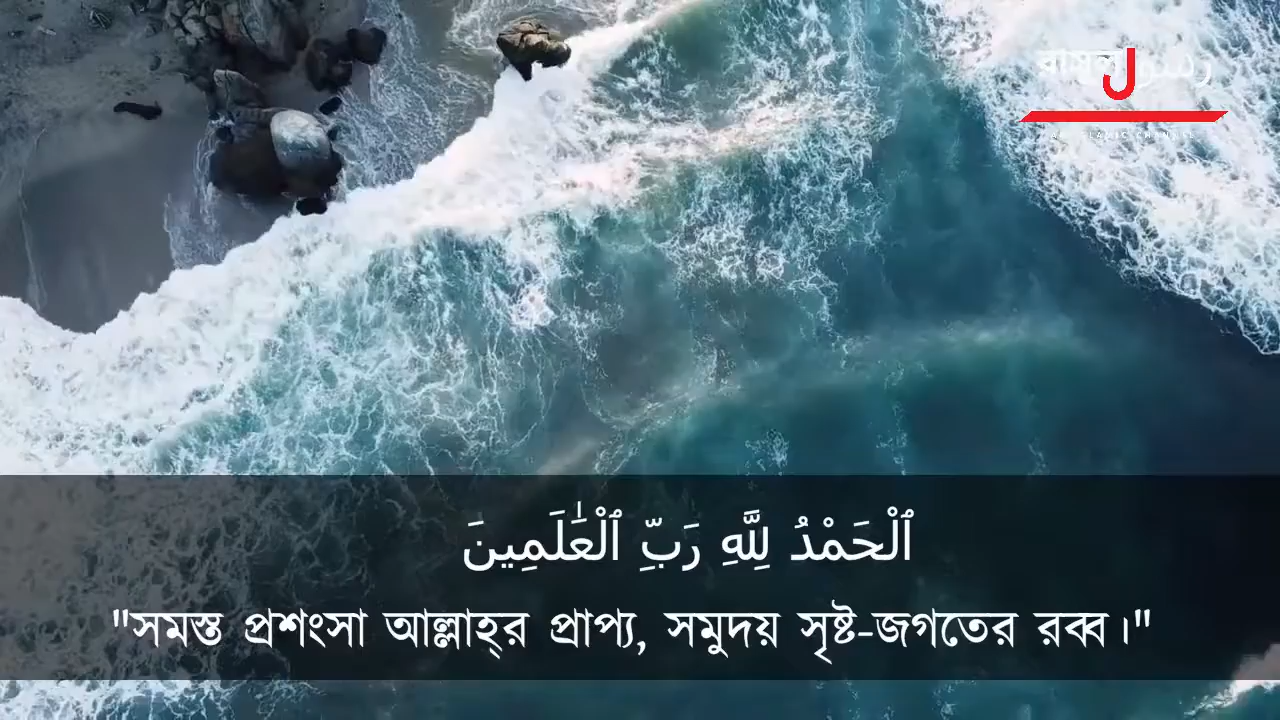 ٱلْحَمْدُ لِلَّهِ رَبِّ ٱلْعَٰلَمِينَ
"সমস্ত প্রশংসা আল্লাহ্‌র প্রাপ্য, সমুদয় সৃষ্ট-জগতের রব্ব।"